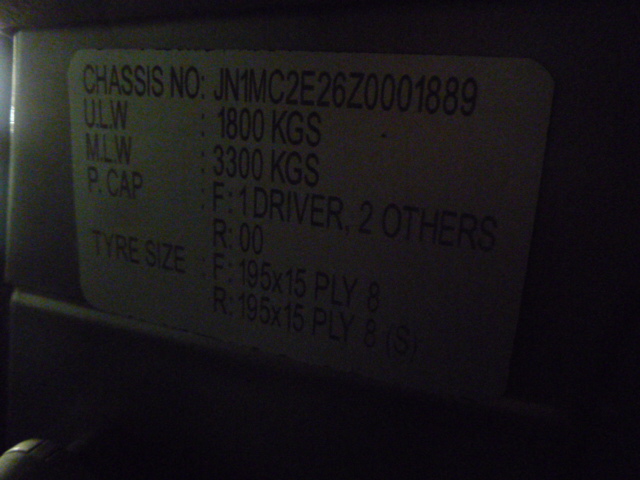 CHASSIS NO: JN1MC2E26Z0001889
U.L.W : 1800 KGS
M.L.W : 3300 KGS
P. CAP : F: 1 DRIVER, 2 OTHERS
R: 00
TYRE SIZE : F: 195x15 PLY 8
R: 195x15 PLY 8 (S)